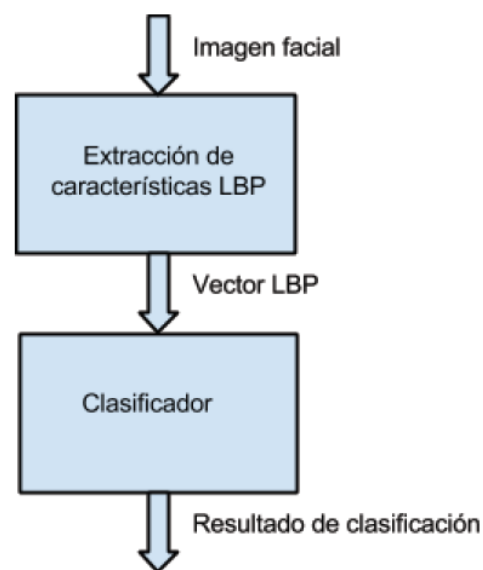 Imagen facial
Extracción de
características LBP
Vector LBP
Clasificador
Resultado de clasificación